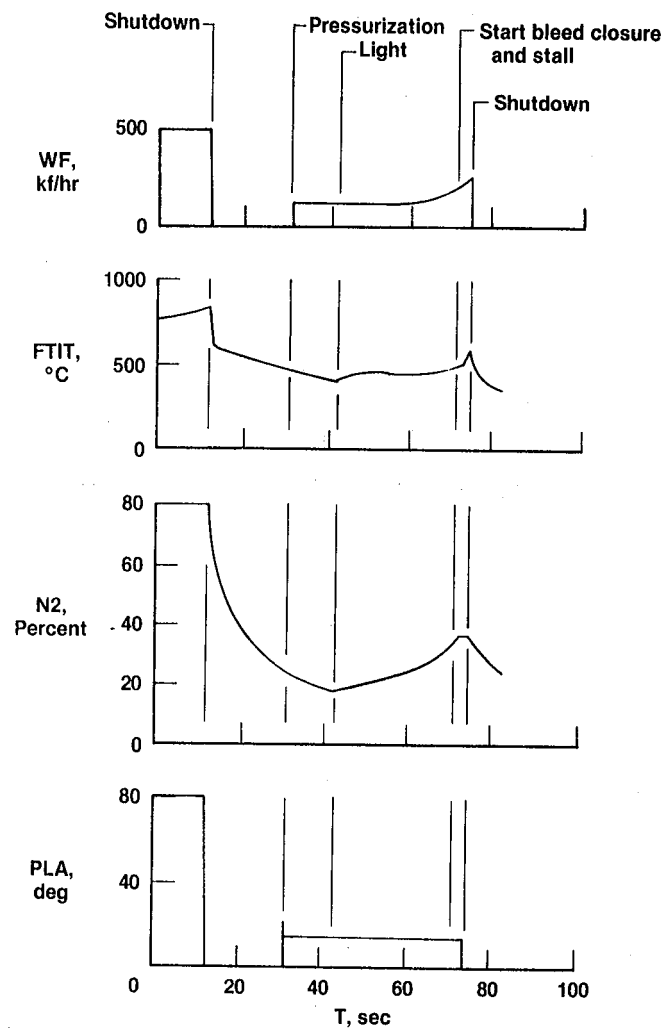 Shutdown
Pressurization
Light
Start bleed closure
and stall
Shutdown
500
WF,
kf/hr
0
1000
FTIT,
°C
500
0
80
60
N2,
Percent
40
20
0
80
PLA,
deg
40
0
20
40
60
80
100
T, sec